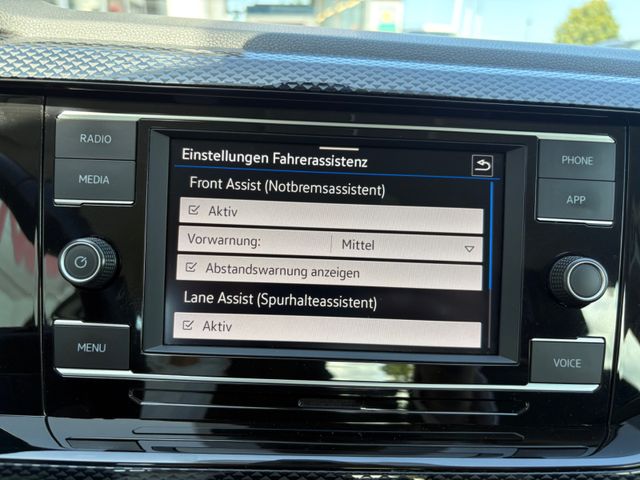 RADIO
MEDIA
MENU
Einstellungen Fahrerassistenz
Front Assist (Notbremsassistent)
Aktiv
Vorwarnung: Mittel
Abstandswarnung anzeigen
Lane Assist (Spurhalteassistent)
Aktiv
PHONE
APP
VOICE